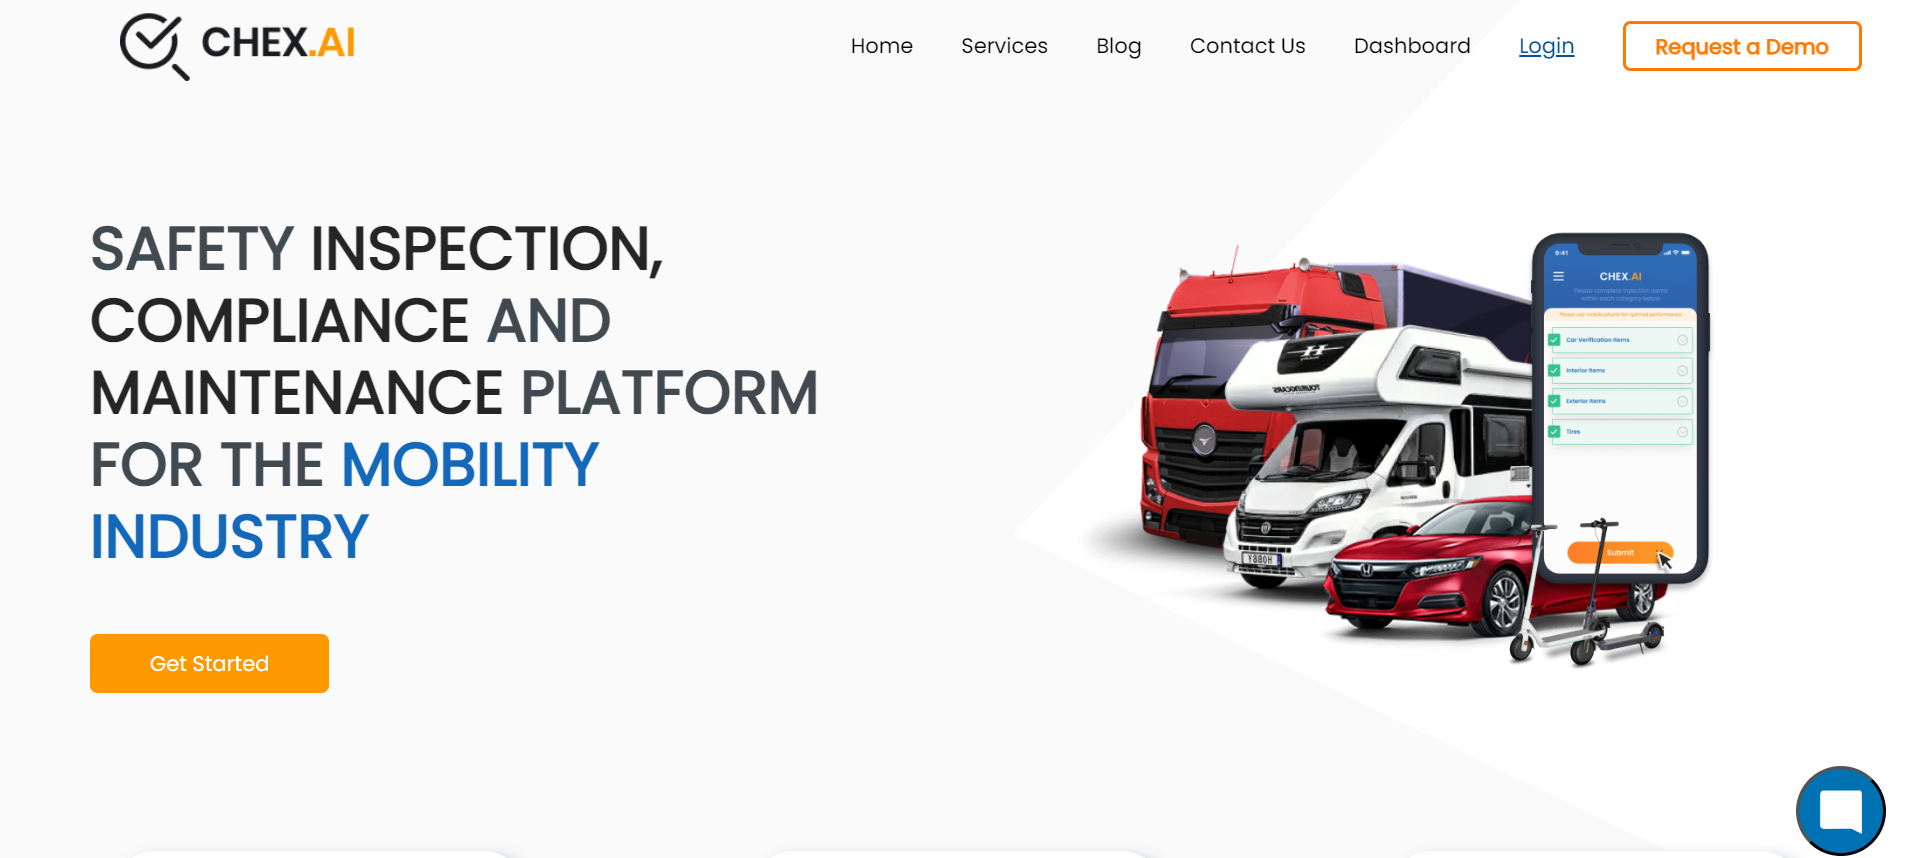 CHEX.AI
Home Services Blog Contact Us Dashboard Login Request a Demo
SAFETY INSPECTION,
COMPLIANCE AND
MAINTENANCE PLATFORM
FOR THE MOBILITY
INDUSTRY
Get Started
9:41
CHEX.AI
Please complete inpection items
within each category below
Please use mobile phone for optimal performance
Car Verification Items
Interior Items
Exterior Items
Tires
Submit
H
Y880H